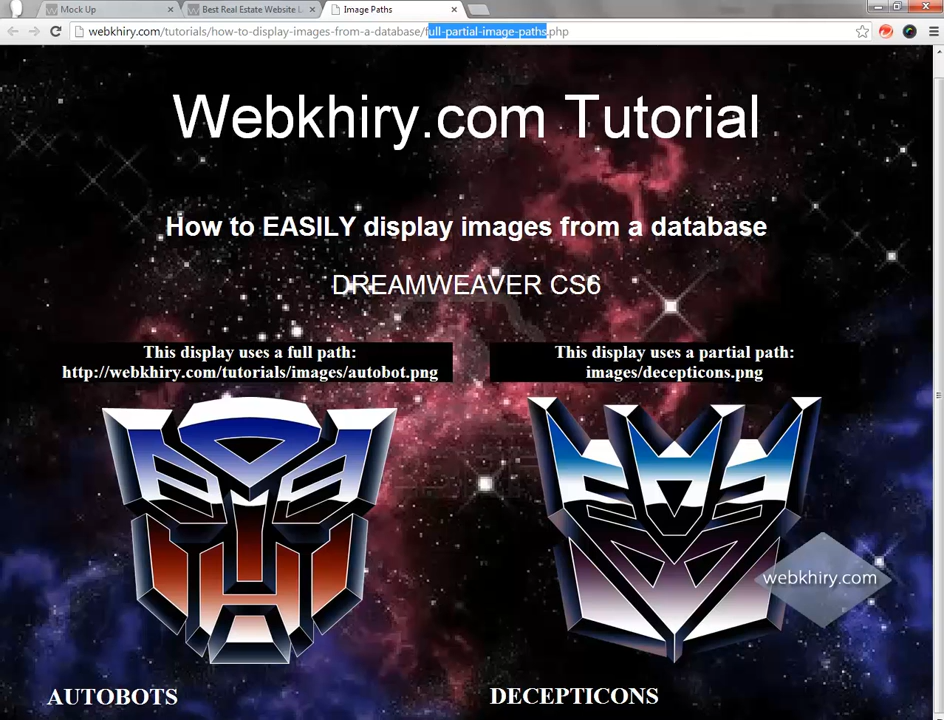 Mock Up
Best Real Estate Website
Image Paths
webkhiry.com/tutorials/how-to-display-images-from-a-database/full-partial-image-paths.php
Webkhiry.com Tutorial
How to EASILY display images from a database
DREAMWEAVER CS6
This display uses a full path:
http://webkhiry.com/tutorials/images/autobot.png
This display uses a partial path:
images/decepticons.png
webkhiry.com
AUTOBOTS
DECEPTICONS